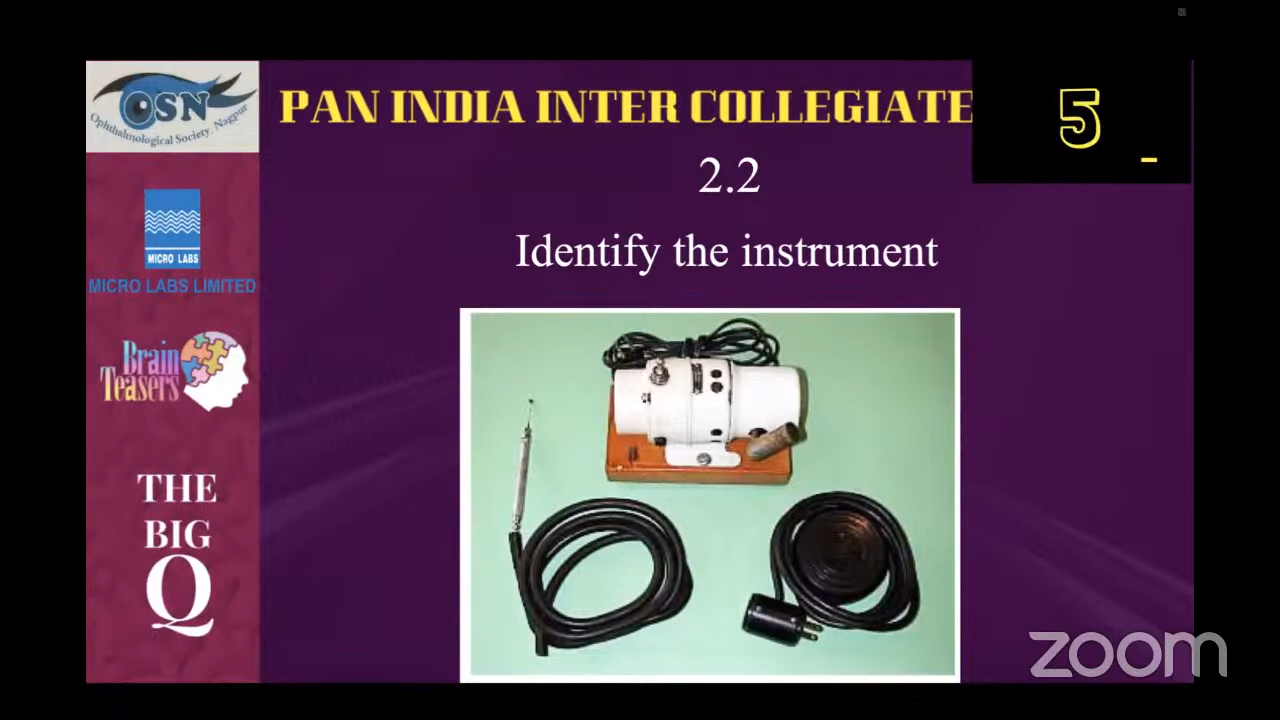 OSN
Ophthalmological Society, Nagpur
MICRO LABS
MICRO LABS LIMITED
Brain
Teasers
THE
BIG
Q
PAN INDIA INTER COLLEGIATE
5
2.2
Identify the instrument
zoom